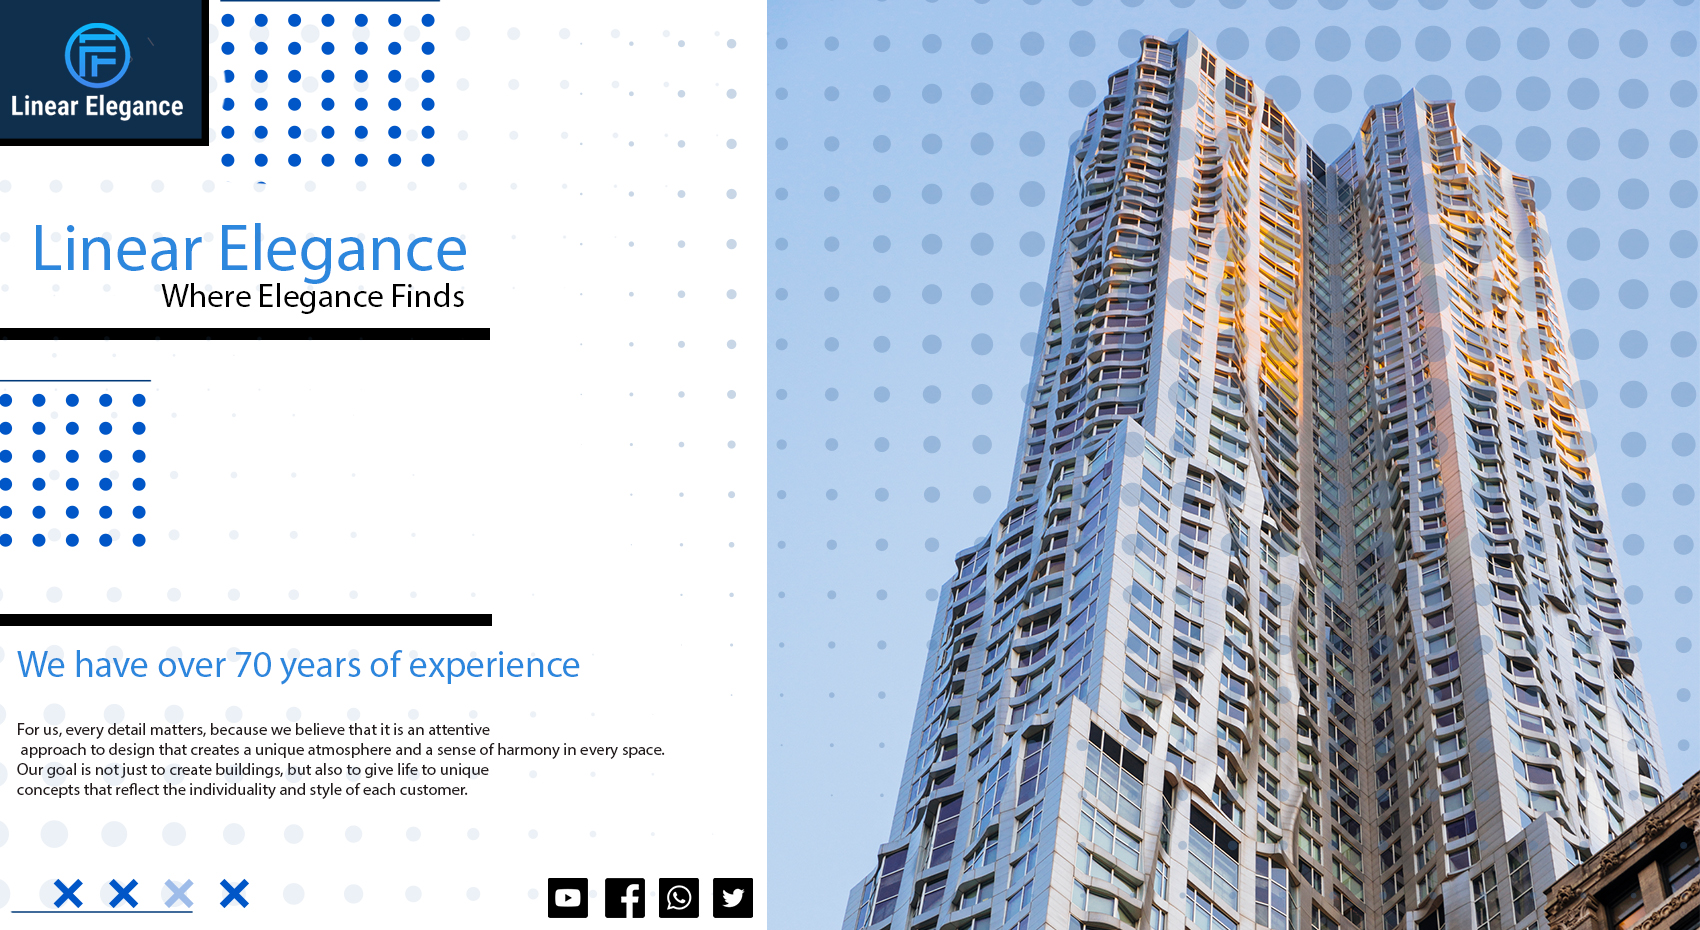 Linear Elegance
Linear Elegance
Where Elegance Finds
We have over 70 years of experience
For us, every detail matters, because we believe that it is an attentive
approach to design that creates a unique atmosphere and a sense of harmony in every space.
Our goal is not just to create buildings, but also to give life to unique
concepts that reflect the individuality and style of each customer.